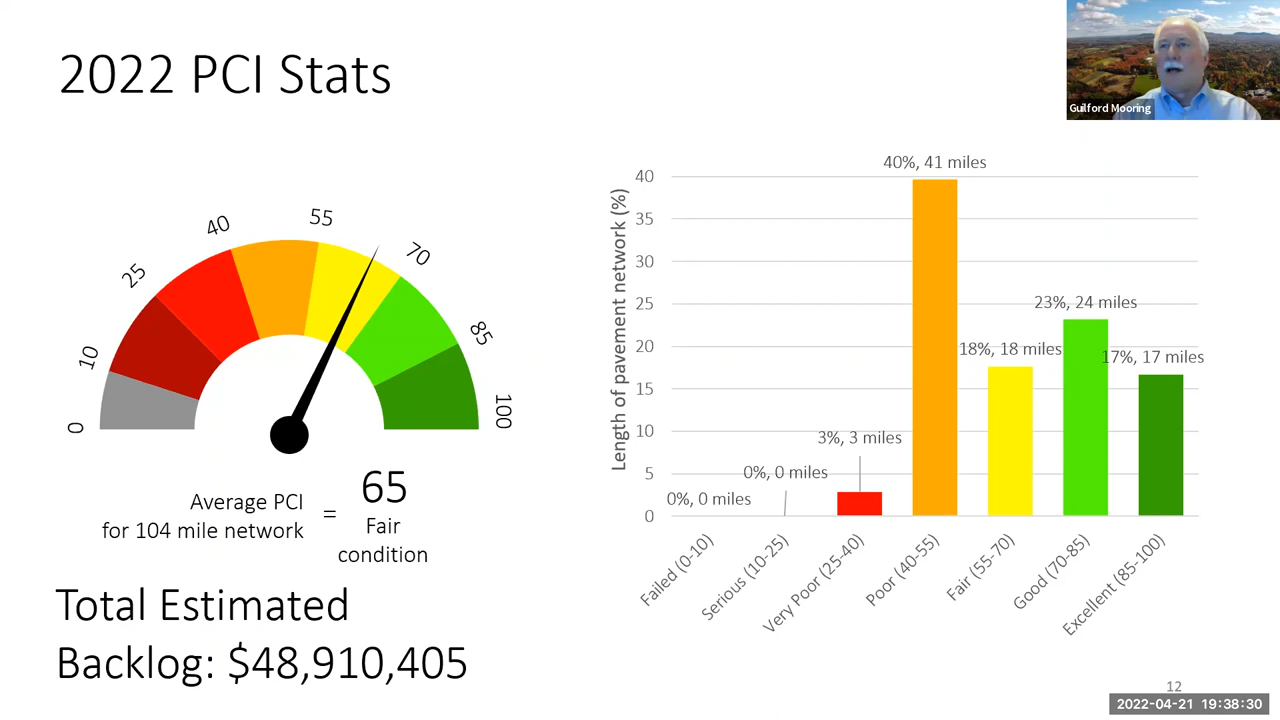 2022 PCI Stats
Guilford Mooring
0
10
25
40
55
70
85
100
Average PCI
for 104 mile network
=
65
Fair
condition
Total Estimated
Backlog: $48,910,405
Length of pavement network (%)
40
35
30
25
20
15
10
5
0
0%, 0 miles
0%, 0 miles
3%, 3 miles
40%, 41 miles
18%, 18 miles
23%, 24 miles
17%, 17 miles
Failed (0-10)
Serious (10-25)
Very Poor (25-40)
Poor (40-55)
Fair (55-70)
Good (70-85)
Excellent (85-100)
12
2022-04-21 19:38:30